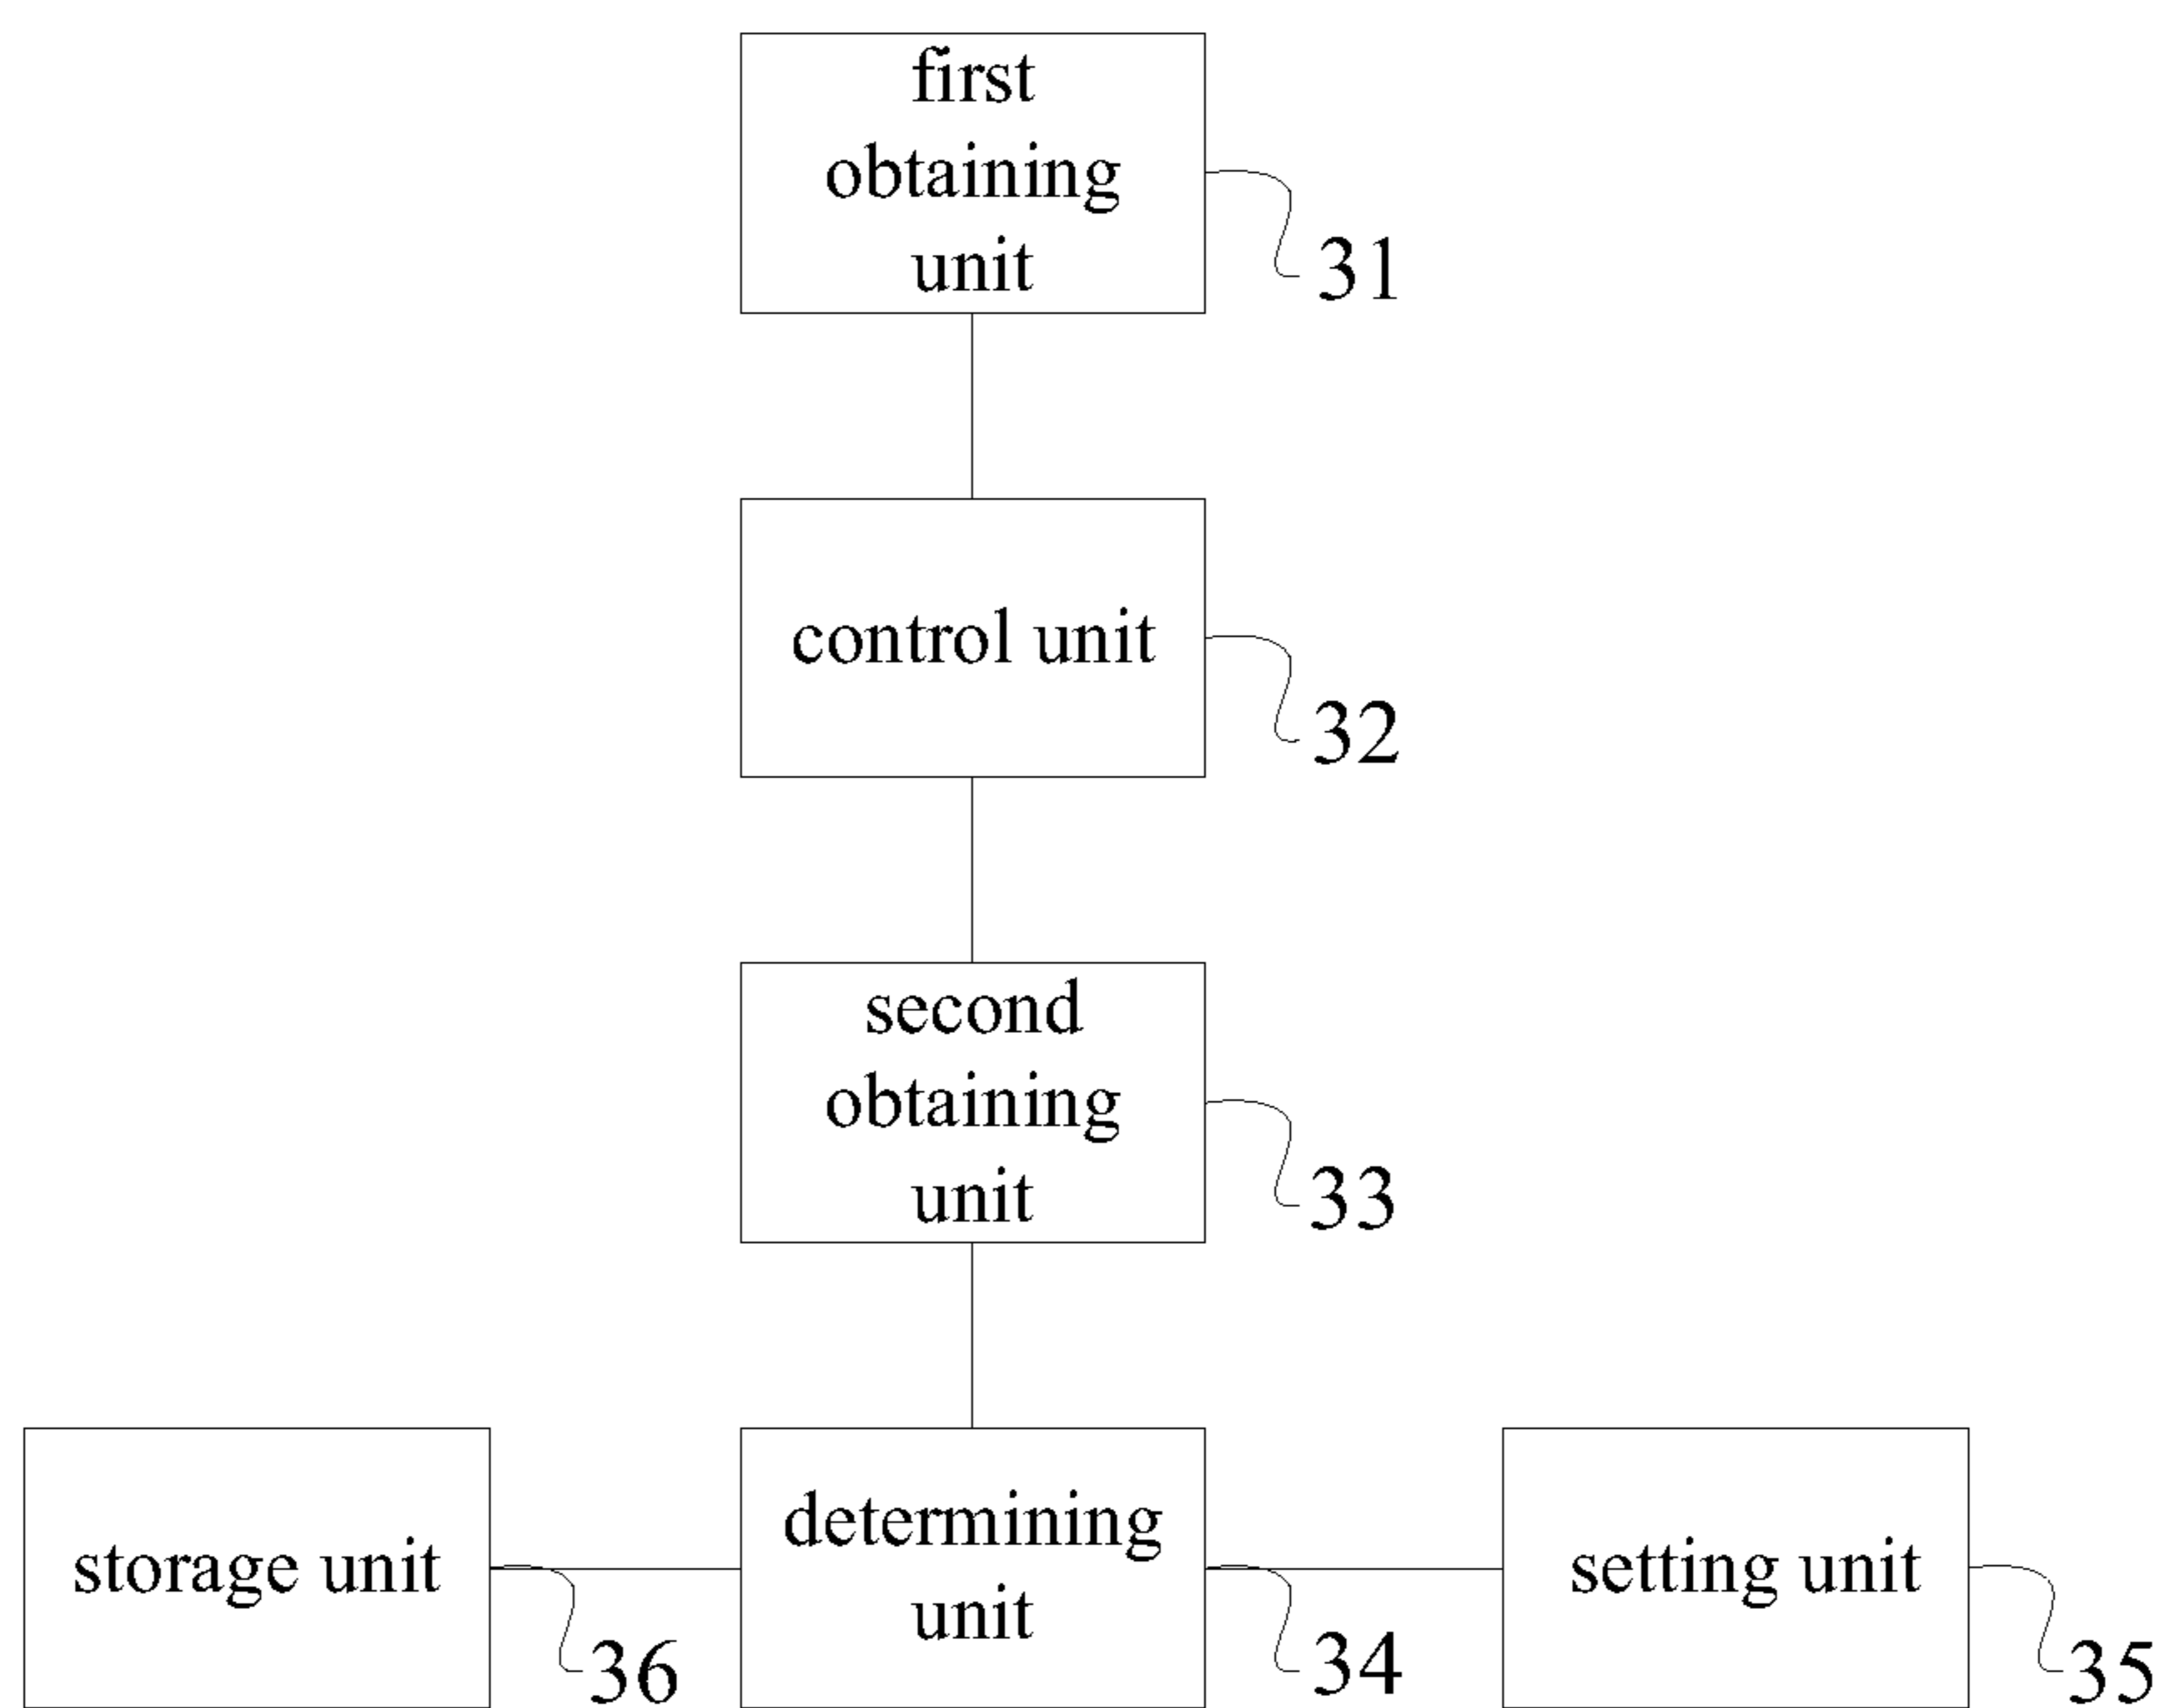 first
obtaining
unit
31
control unit
32
second
obtaining
unit
33
storage unit
36
determining
unit
34
setting unit
35